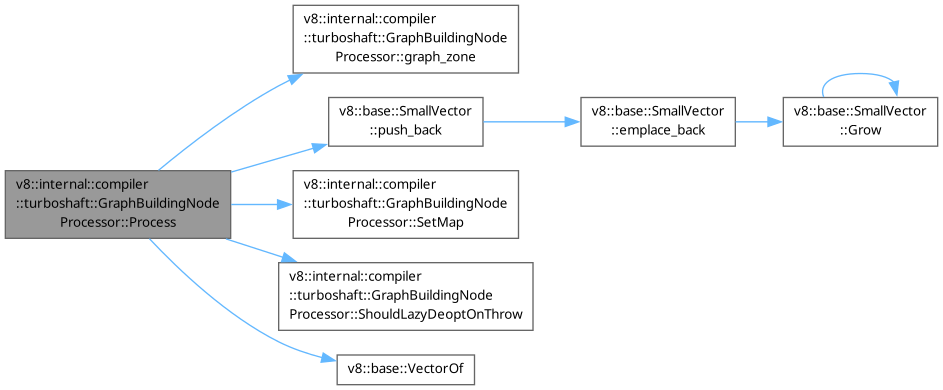 v8::internal::compiler
::turboshaft::GraphBuildingNode
Processor::graph_zone
v8::base::SmallVector
::push_back
v8::base::SmallVector
::emplace_back
v8::base::SmallVector
::Grow
v8::internal::compiler
::turboshaft::GraphBuildingNode
Processor::Process
v8::internal::compiler
::turboshaft::GraphBuildingNode
Processor::SetMap
v8::internal::compiler
::turboshaft::GraphBuildingNode
Processor::ShouldLazyDeoptOnThrow
v8::base::VectorOf